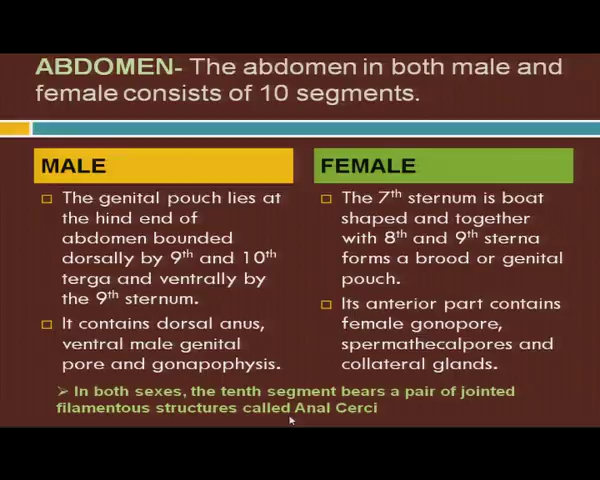 ABDOMEN- The abdomen in both male and
female consists of 10 segments.
MALE
The genital pouch lies at
the hind end of
abdomen bounded
dorsally by 9th and 10th
terga and ventrally by
the 9th sternum.
It contains dorsal anus,
ventral male genital
pore and gonapophysis.
FEMALE
The 7th sternum is boat
shaped and together
with 8th and 9th sterna
forms a brood or genital
pouch.
Its anterior part contains
female gonopore,
spermathecalpores and
collateral glands.
In both sexes, the tenth segment bears a pair of jointed
filamentous structures called Anal Cerci